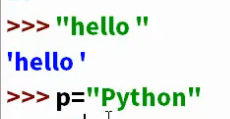 >>> "hello "
'hello '
>>> p="Python"